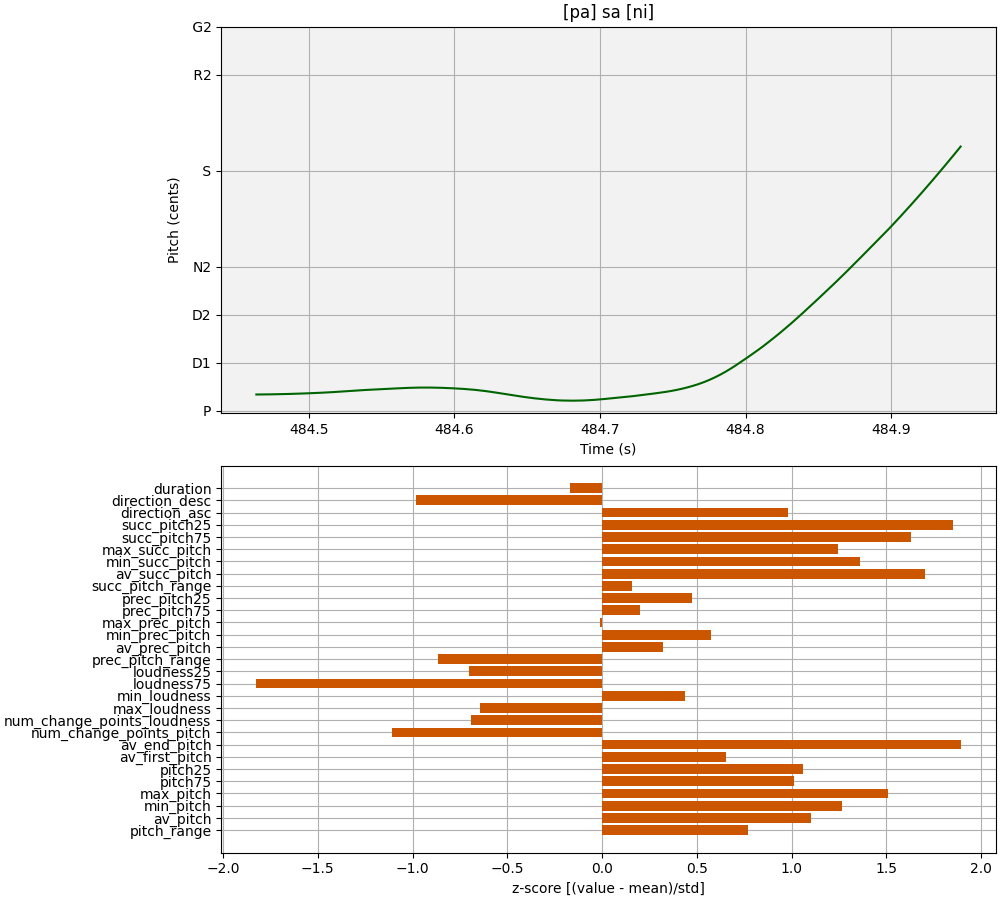 [pa] sa [ni]
G2
R2
S
N2
D2
D1
P
Pitch (cents)
484.5 484.6 484.7 484.8 484.9
Time (s)
duration
direction_desc
direction_asc
succ_pitch25
succ_pitch75
max_succ_pitch
min_succ_pitch
av_succ_pitch
succ_pitch_range
prec_pitch25
prec_pitch75
max_prec_pitch
min_prec_pitch
av_prec_pitch
prec_pitch_range
loudness25
loudness75
min_loudness
max_loudness
num_change_points_loudness
num_change_points_pitch
av_end_pitch
av_first_pitch
pitch25
pitch75
max_pitch
min_pitch
av_pitch
pitch_range
−2.0 −1.5 −1.0 −0.5 0.0 0.5 1.0 1.5 2.0
z-score [(value - mean)/std]